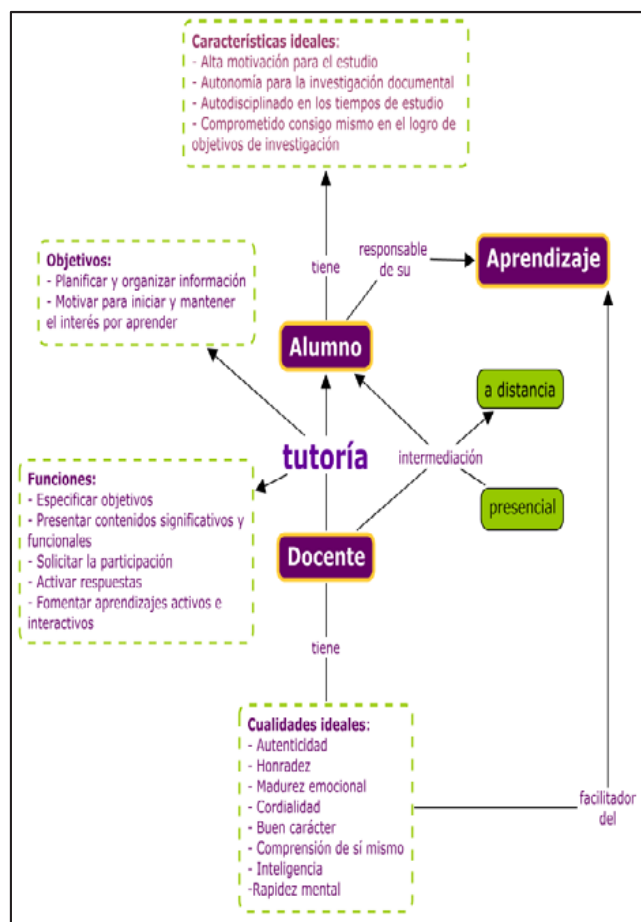 Características ideales:
- Alta motivación para el estudio
- Autonomía para la investigación documental
- Autodisciplinado en los tiempos de estudio
- Comprometido consigo mismo en el logro de
objetivos de investigación
tiene
responsable
de su
Aprendizaje
Objetivos:
- Planificar y organizar información
- Motivar para iniciar y mantener
el interés por aprender
Alumno
a distancia
tutoría
intermediación
presencial
Funciones:
- Especificar objetivos
- Presentar contenidos significativos y
funcionales
- Solicitar la participación
- Activar respuestas
- Fomentar aprendizajes activos e
interactivos
Docente
tiene
Cualidades ideales:
- Autenticidad
- Honradez
- Madurez emocional
- Cordialidad
- Buen carácter
- Comprensión de sí mismo
- Inteligencia
-Rapidez mental
facilitador
del